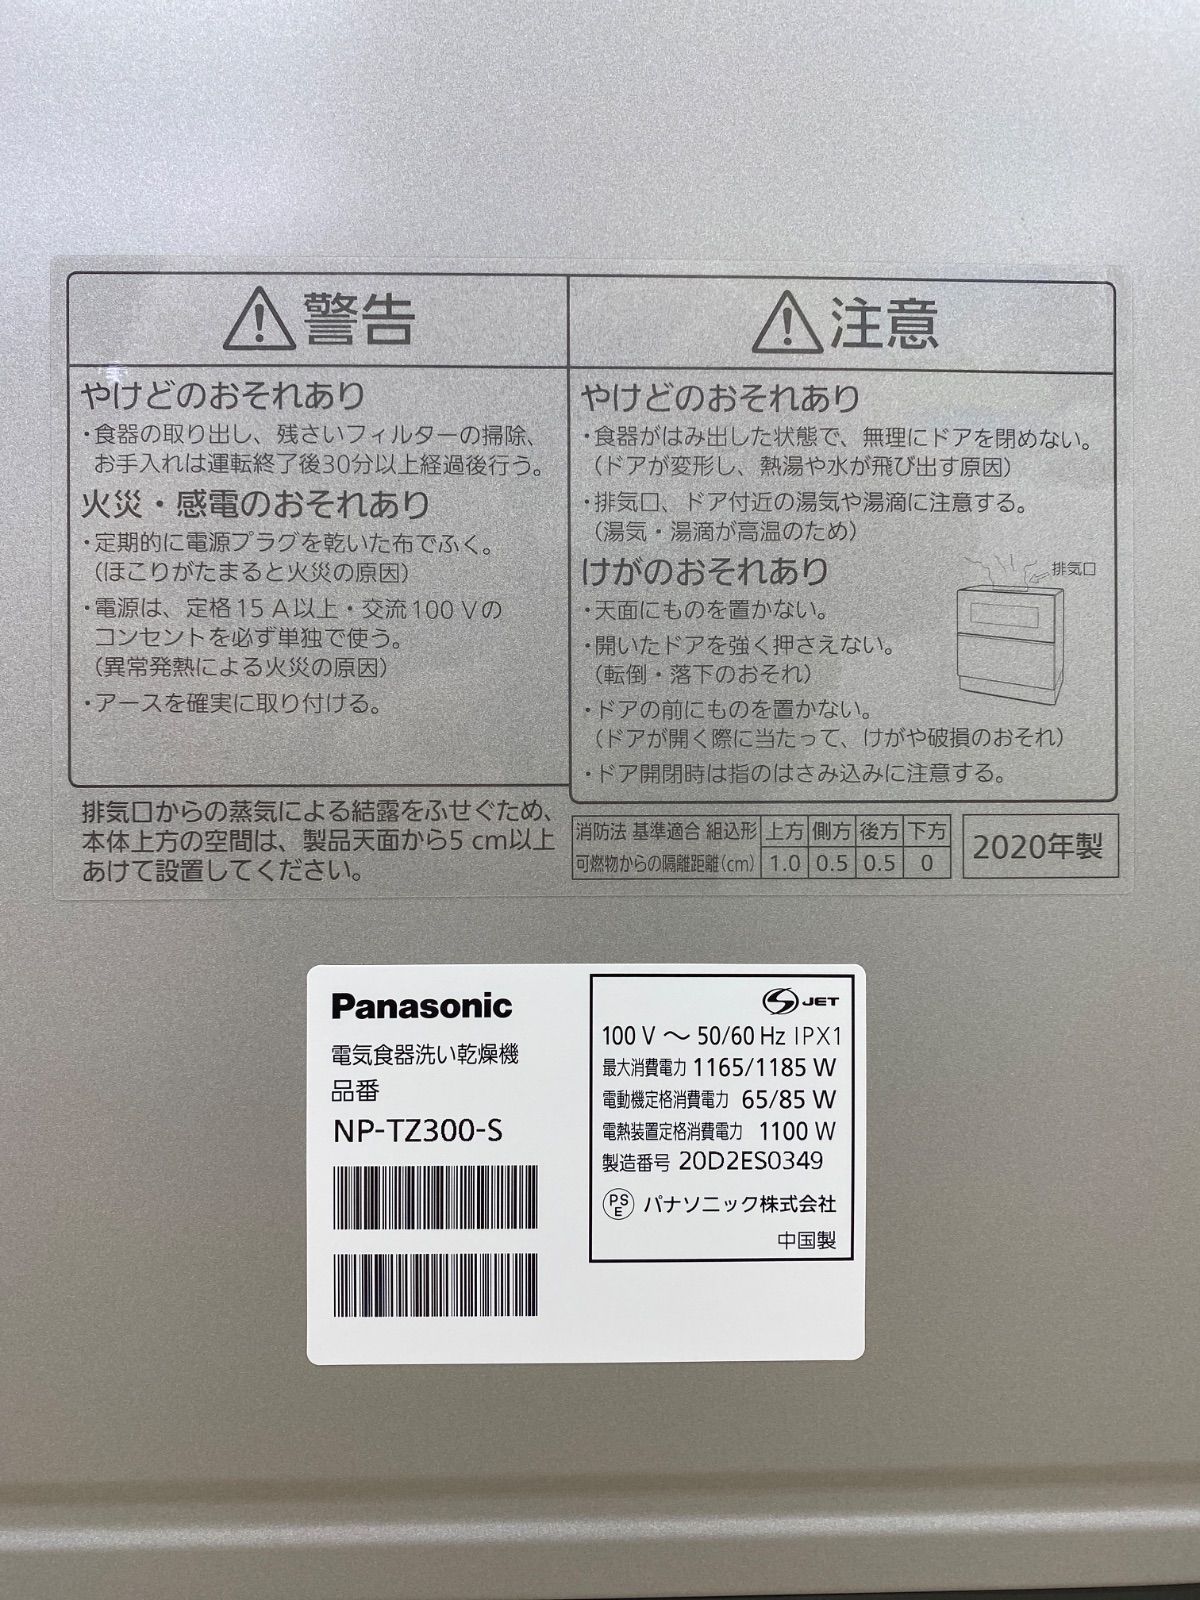 警告
やけどのおそれあり
・食器の取り出し、残さいフィルターの掃除、
お手入れは運転終了後30分以上経過後行う。
火災・感電のおそれあり
・定期的に電源プラグを乾いた布でふく。
（ほこりがたまると火災の原因）
・電源は、定格15 A以上・交流100 Vの
コンセントを必ず単独で使う。
（異常発熱による火災の原因）
・アースを確実に取り付ける。
注意
やけどのおそれあり
・食器がはみ出した状態で、無理にドアを閉めない。
（ドアが変形し、熱湯や水が飛び出す原因）
・排気口、ドア付近の湯気や湯滴に注意する。
（湯気・湯滴が高温のため）
けがのおそれあり
・天面にものを置かない。
・開いたドアを強く押さえない。
（転倒・落下のおそれ）
・ドアの前にものを置かない。
（ドアが開く際に当たって、けがや破損のおそれ）
・ドア開閉時は指のはさみ込みに注意する。
排気口
排気口からの蒸気による結露をふせぐため、
本体上方の空間は、製品天面から5 cm以上
あけて設置してください。
消防法 基準適合 組込形 上方 側方 後方 下方
可燃物からの隔離距離(cm) 1.0 0.5 0.5 0
2020年製
Panasonic
電気食器洗い乾燥機
品番
NP-TZ300-S
S JET
100 V ～ 50/60 Hz IPX1
最大消費電力 1165/1185 W
電動機定格消費電力 65/85 W
電熱装置定格消費電力 1100 W
製造番号 20D2ES0349
PSE パナソニック株式会社
中国製